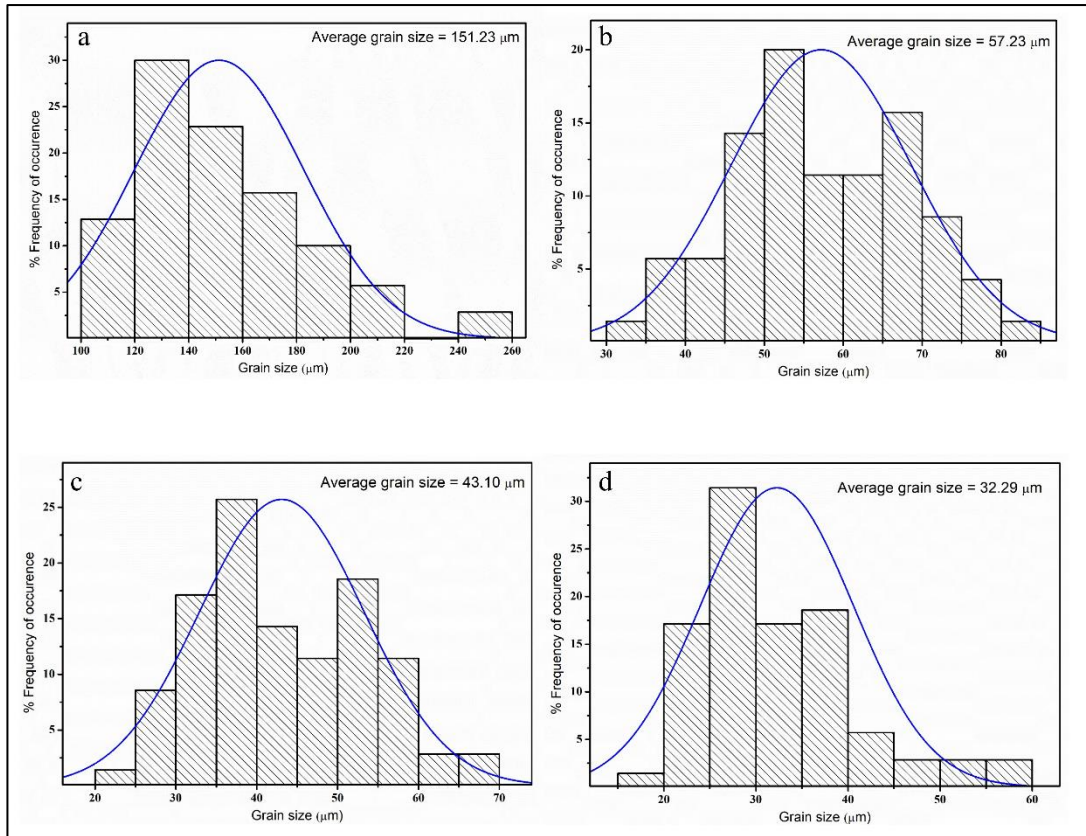 a
Average grain size = 151.23 μm
% Frequency of occurence
30
25
20
15
10
5
100 120 140 160 180 200 220 240 260
Grain size (μm)
b
Average grain size = 57.23 μm
% Frequency of occurence
20
15
10
5
30 40 50 60 70 80
Grain size (μm)
c
Average grain size = 43.10 μm
% Frequency of occurence
25
20
15
10
5
20 30 40 50 60 70
Grain size (μm)
d
Average grain size = 32.29 μm
% Frequency of occurence
30
25
20
15
10
5
20 30 40 50 60
Grain size (μm)